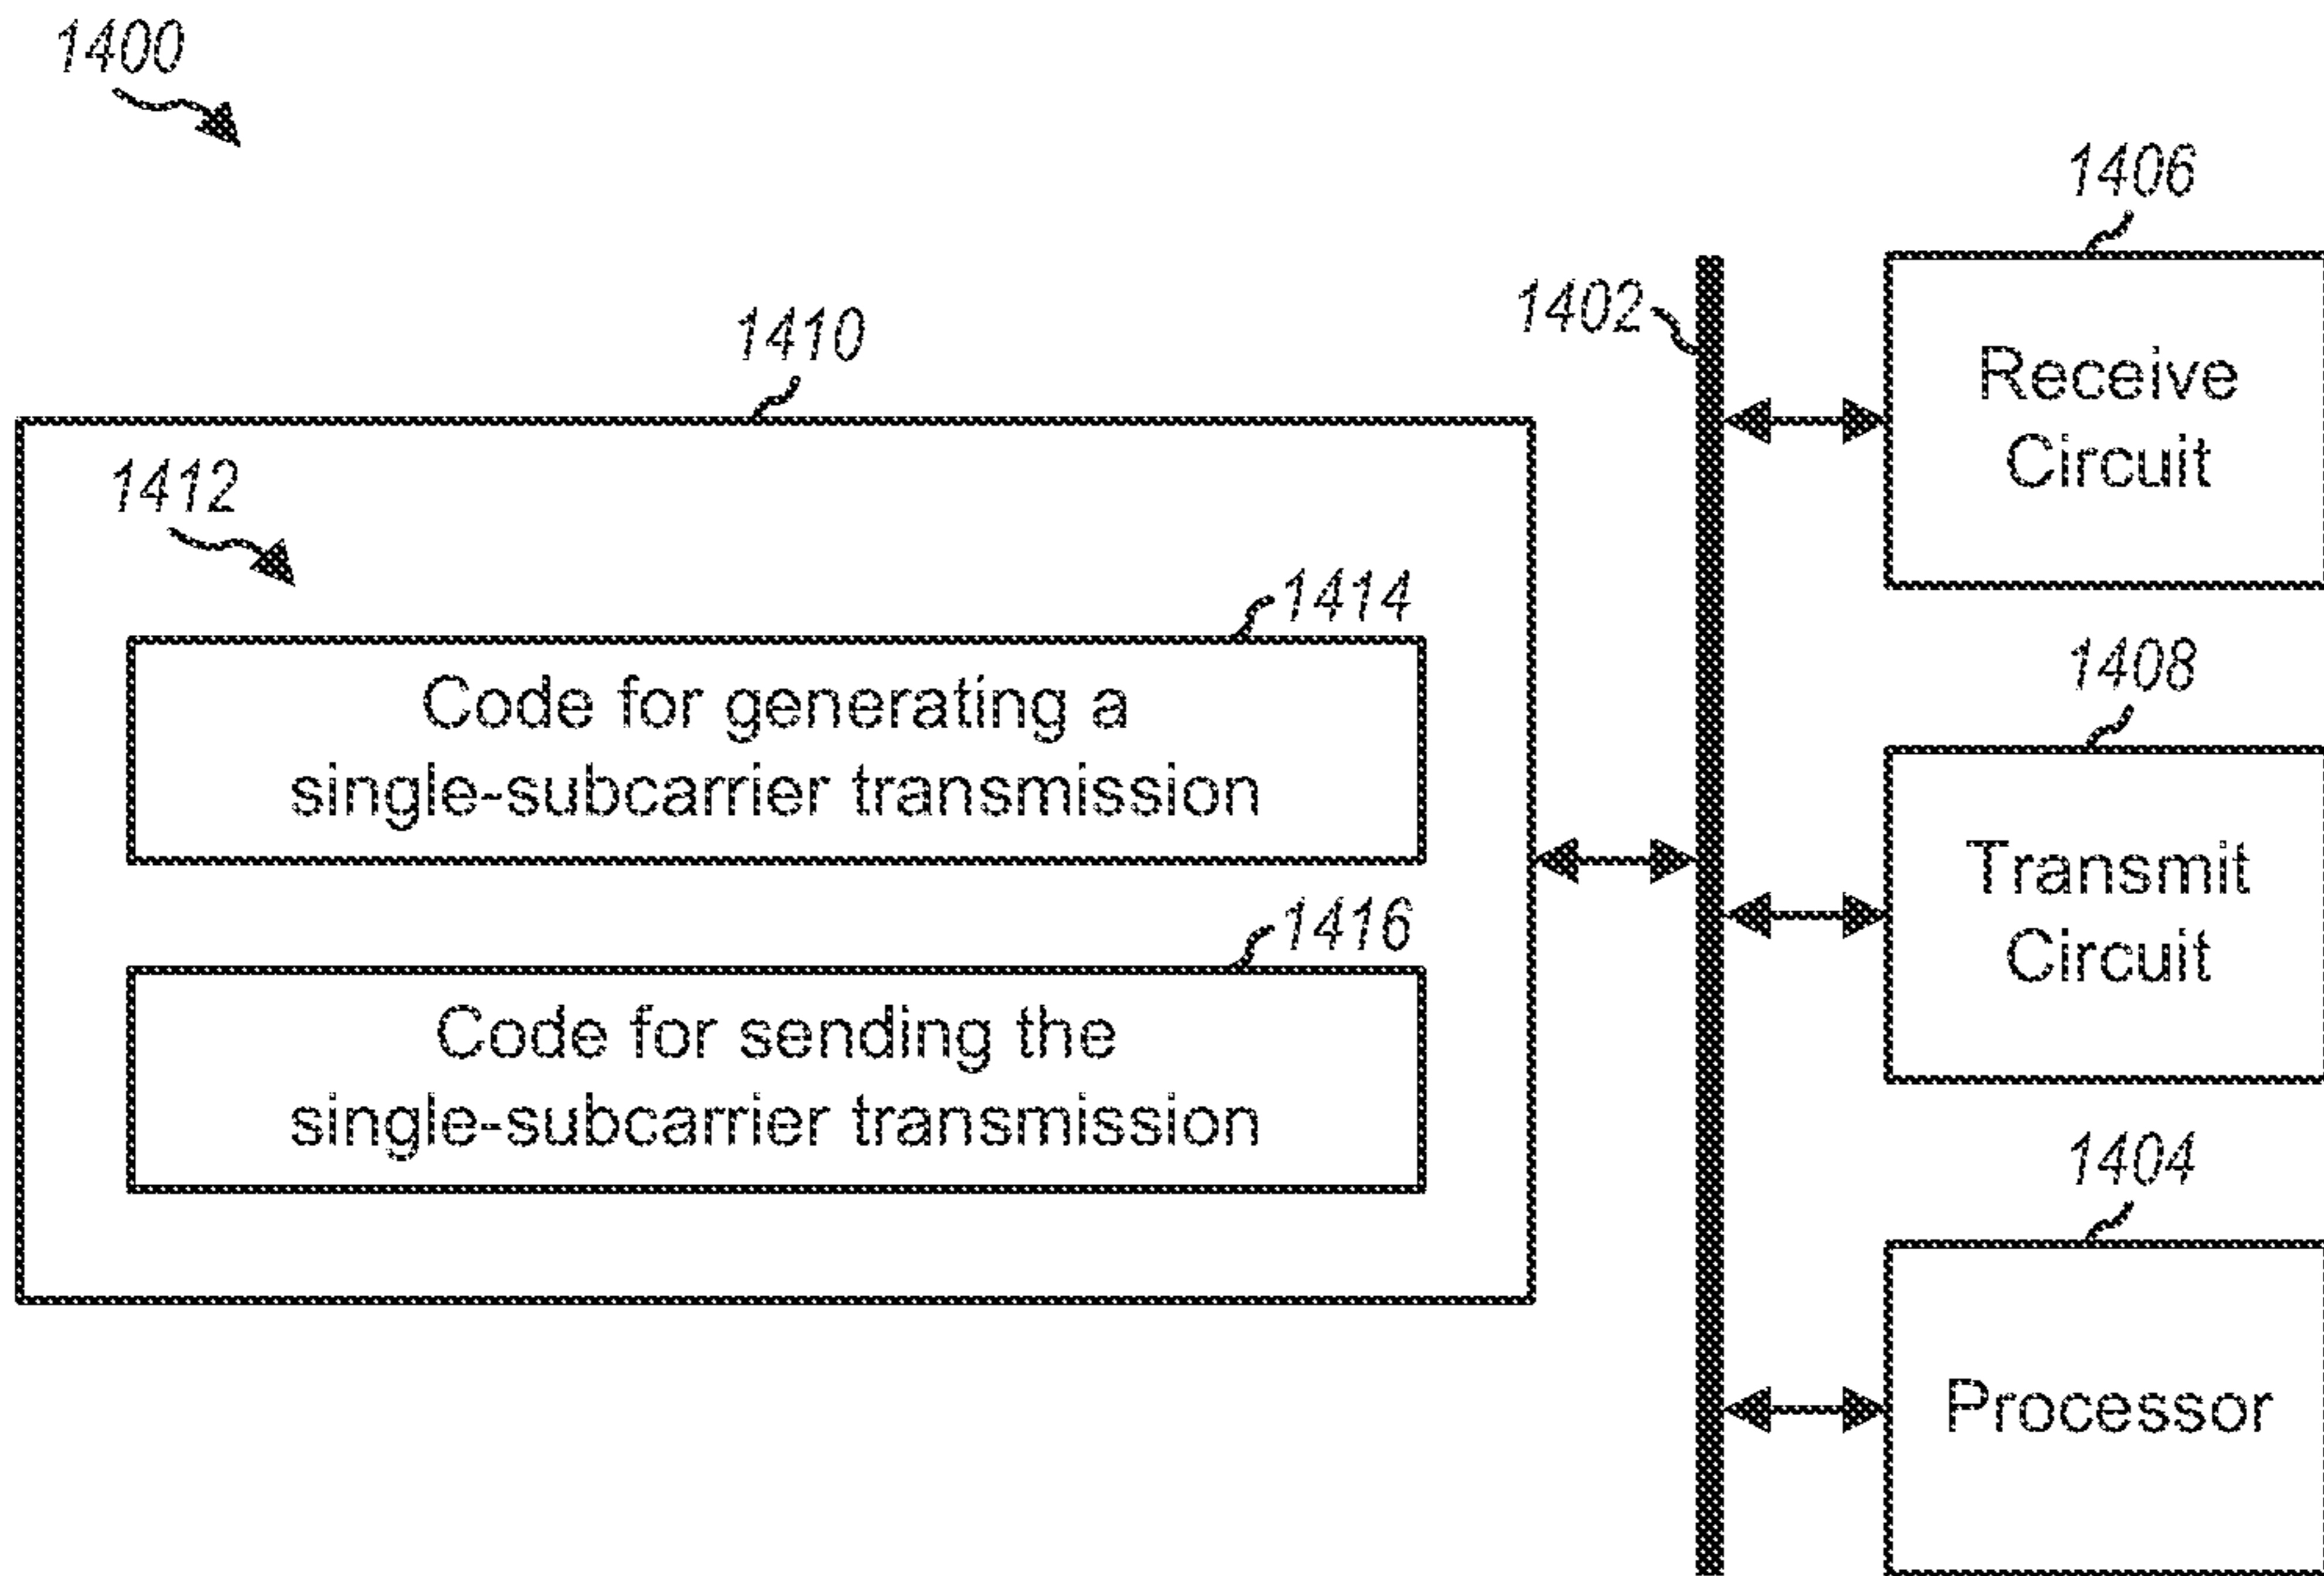 1400
1406
Receive
Circuit
1402
1410
1412
1414
Code for generating a
single-subcarrier transmission
1408
Transmit
Circuit
1416
Code for sending the
single-subcarrier transmission
1404
Processor